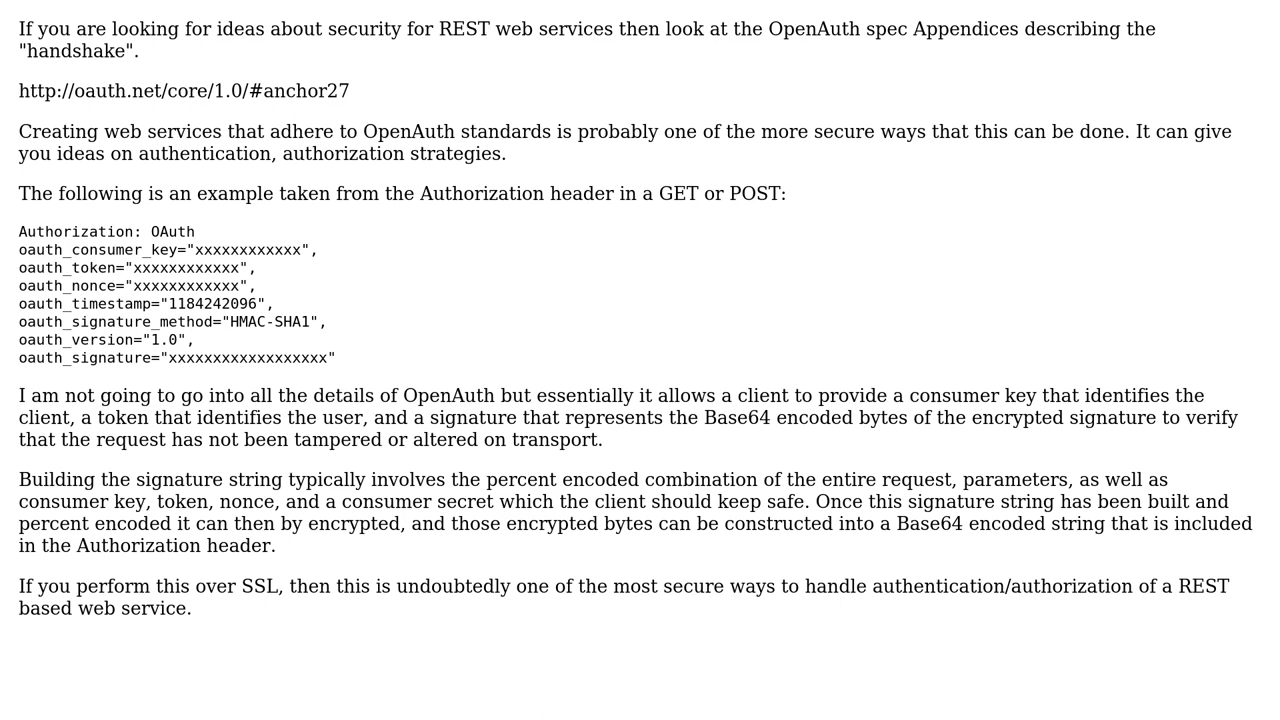 If you are looking for ideas about security for REST web services then look at the OpenAuth spec Appendices describing the
"handshake".
http://oauth.net/core/1.0/#anchor27
Creating web services that adhere to OpenAuth standards is probably one of the more secure ways that this can be done. It can give
you ideas on authentication, authorization strategies.
The following is an example taken from the Authorization header in a GET or POST:
Authorization: OAuth
oauth_consumer_key="xxxxxxxxxxxx",
oauth_token="xxxxxxxxxxxx",
oauth_nonce="xxxxxxxxxxxx",
oauth_timestamp="1184242096",
oauth_signature_method="HMAC-SHA1",
oauth_version="1.0",
oauth_signature="xxxxxxxxxxxxxxxxxx"
I am not going to go into all the details of OpenAuth but essentially it allows a client to provide a consumer key that identifies the
client, a token that identifies the user, and a signature that represents the Base64 encoded bytes of the encrypted signature to verify
that the request has not been tampered or altered on transport.
Building the signature string typically involves the percent encoded combination of the entire request, parameters, as well as
consumer key, token, nonce, and a consumer secret which the client should keep safe. Once this signature string has been built and
percent encoded it can then by encrypted, and those encrypted bytes can be constructed into a Base64 encoded string that is included
in the Authorization header.
If you perform this over SSL, then this is undoubtedly one of the most secure ways to handle authentication/authorization of a REST
based web service.